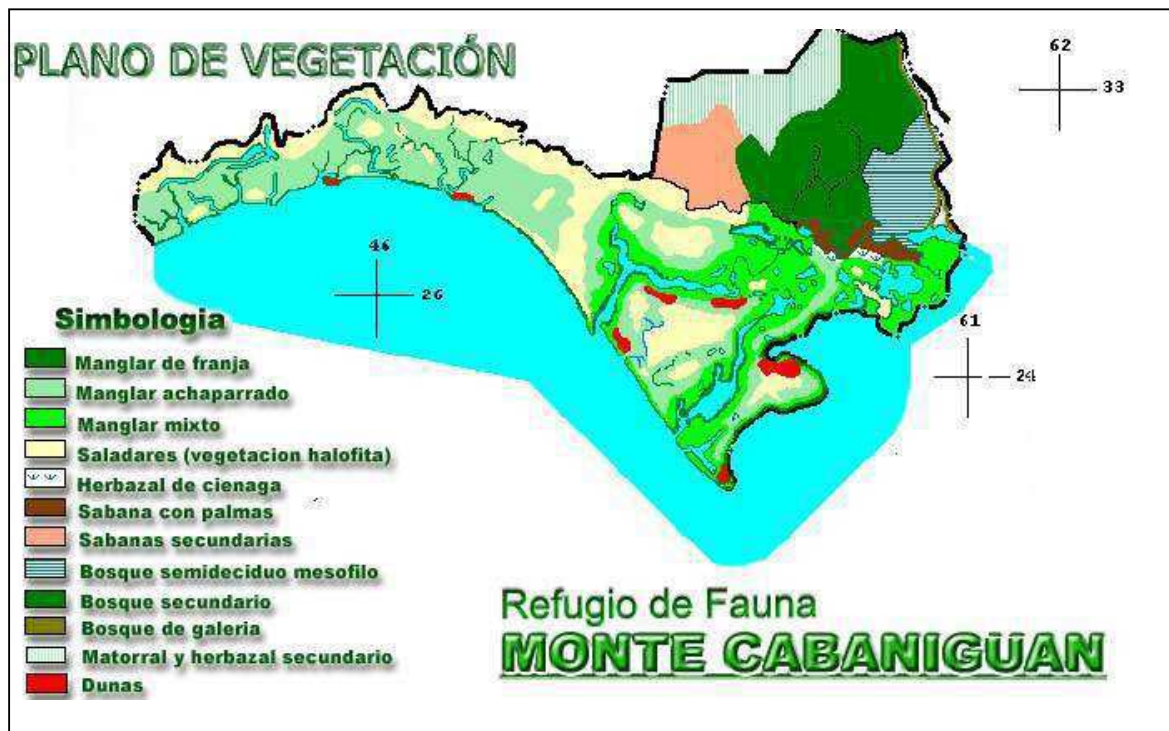 PLANO DE VEGETACIÓN
62
33
46
26
61
24
Simbologia
Manglar de franja
Manglar achaparrado
Manglar mixto
Saladares (vegetacion halofita)
Herbazal de cienaga
Sabana con palmas
Sabanas secundarias
Bosque semideciduo mesofilo
Bosque secundario
Bosque de galeria
Matorral y herbazal secundario
Dunas
Refugio de Fauna
MONTE CABANIGÜAN